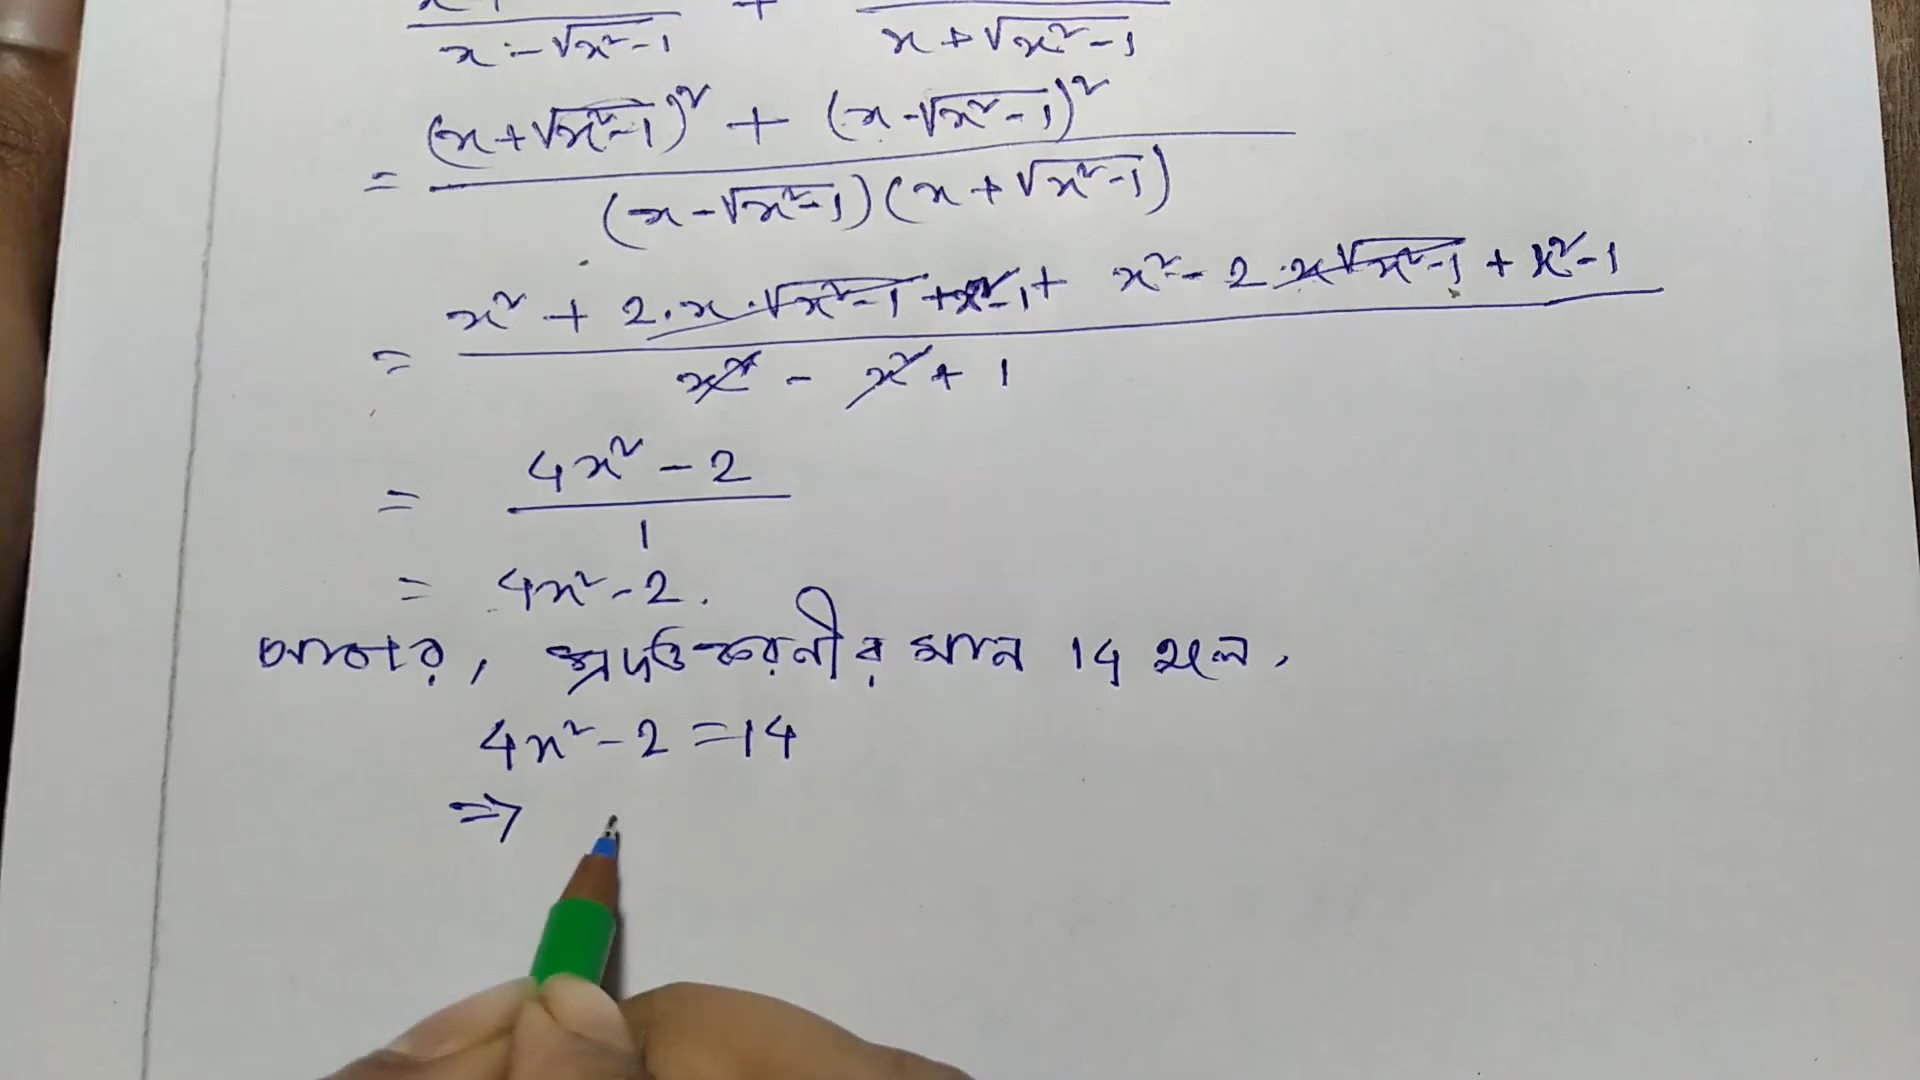 x - √x²-1 + x + √x²-1
= (x+√x²-1)² + (x-√x²-1)² / (x-√x²-1)(x+√x²-1)
= x² + 2.x.√x²-1 + x²-1 + x² - 2.x√x²-1 + x²-1 / x² - x² + 1
= 4x² - 2 / 1
= 4x² - 2.
আবার, প্রদত্ত করণীর মান 14 হলে,
4x² - 2 = 14
⇒